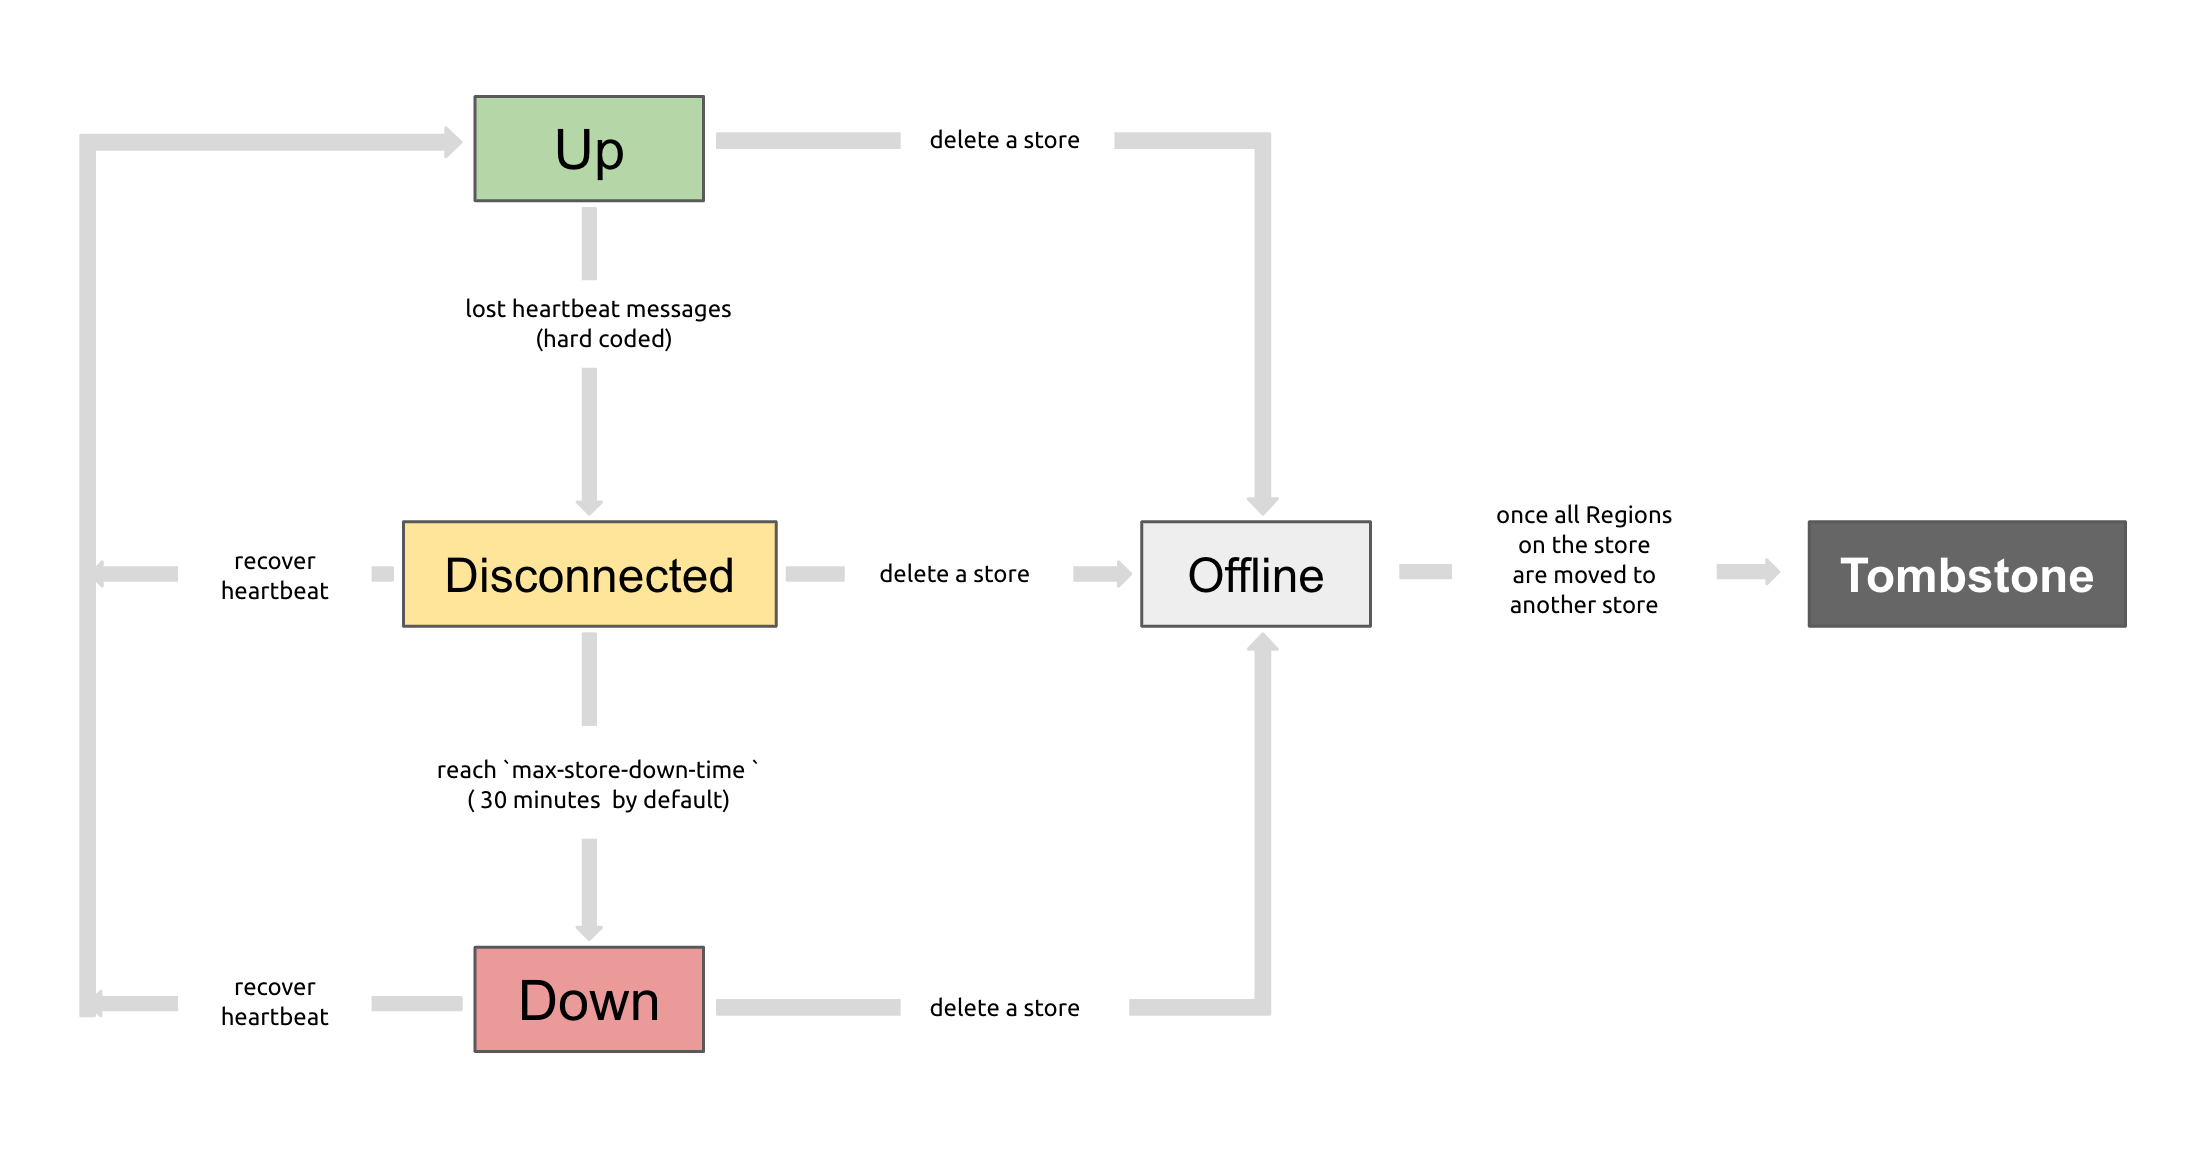 Up
delete a store
lost heartbeat messages
(hard coded)
recover
heartbeat
Disconnected
delete a store
Offline
once all Regions
on the store
are moved to
another store
Tombstone
reach `max-store-down-time `
( 30 minutes  by default)
recover
heartbeat
Down
delete a store